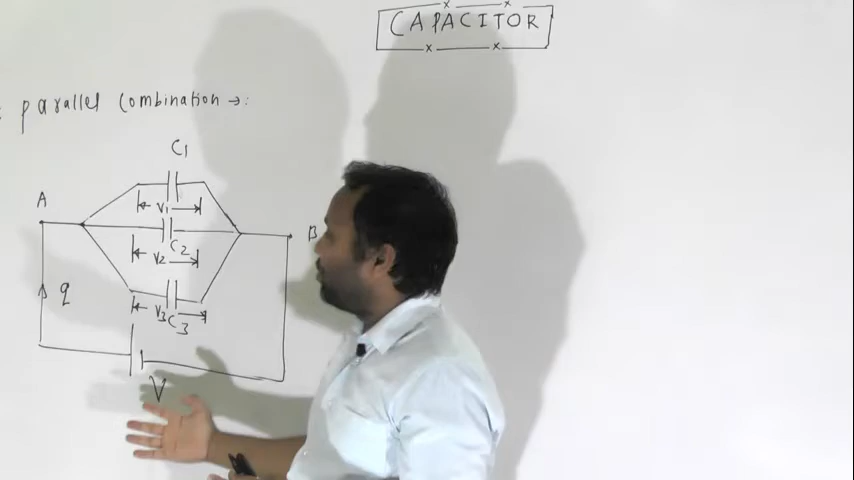 CAPACITOR
: parallel Combination →:
C1
A
V1
B
C2
V2
q
V3
C3
V